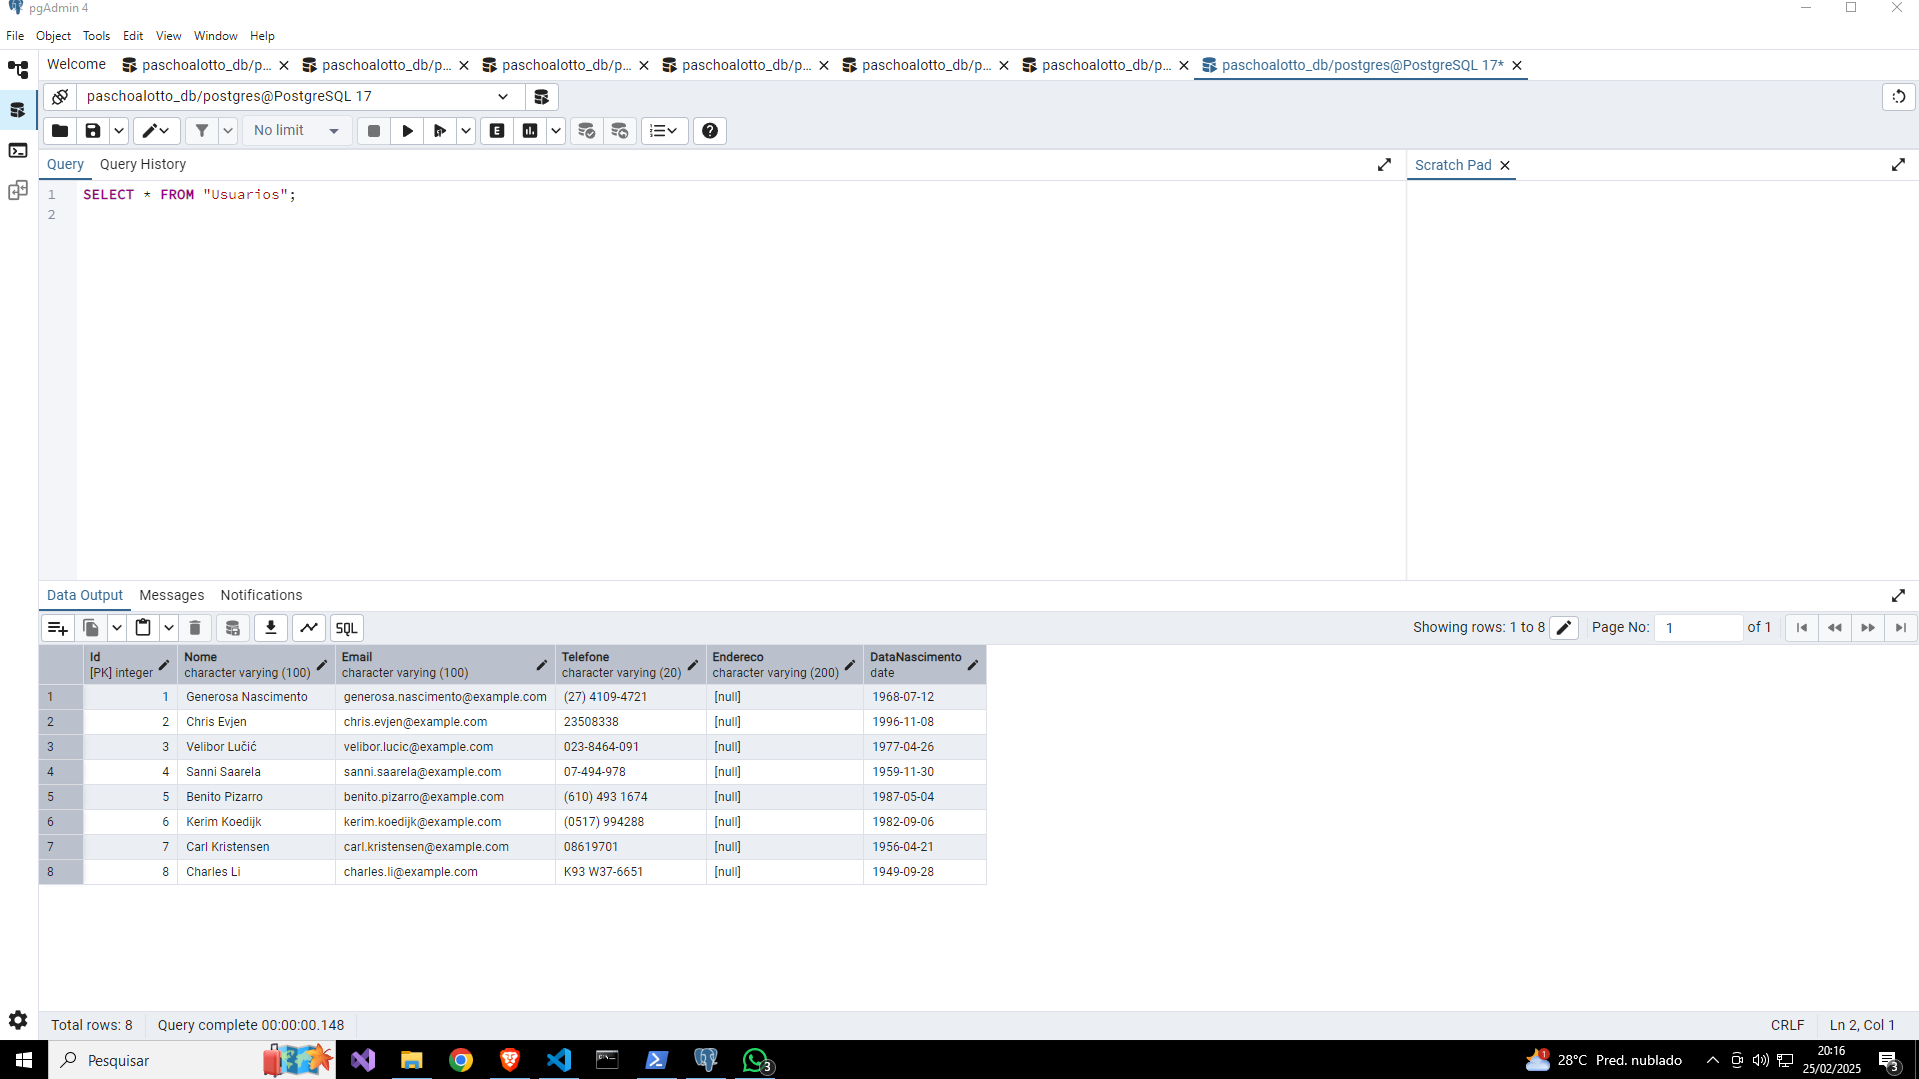 pgAdmin 4
File Object Tools Edit View Window Help
Welcome paschoalotto_db/p... paschoalotto_db/p... paschoalotto_db/p... paschoalotto_db/p... paschoalotto_db/p... paschoalotto_db/p... paschoalotto_db/postgres@PostgreSQL 17*
paschoalotto_db/postgres@PostgreSQL 17
No limit
Query Query History Scratch Pad
1 SELECT * FROM "Usuarios";
2
Data Output Messages Notifications
SQL Showing rows: 1 to 8 Page No: 1 of 1
Id Nome Email Telefone Endereco DataNascimento
[PK] integer character varying (100) character varying (100) character varying (20) character varying (200) date
1 1 Generosa Nascimento generosa.nascimento@example.com (27) 4109-4721 [null] 1968-07-12
2 2 Chris Evjen chris.evjen@example.com 23508338 [null] 1996-11-08
3 3 Velibor Lučić velibor.lucic@example.com 023-8464-091 [null] 1977-04-26
4 4 Sanni Saarela sanni.saarela@example.com 07-494-978 [null] 1959-11-30
5 5 Benito Pizarro benito.pizarro@example.com (610) 493 1674 [null] 1987-05-04
6 6 Kerim Koedijk kerim.koedijk@example.com (0517) 994288 [null] 1982-09-06
7 7 Carl Kristensen carl.kristensen@example.com 08619701 [null] 1956-04-21
8 8 Charles Li charles.li@example.com K93 W37-6651 [null] 1949-09-28
Total rows: 8 Query complete 00:00:00.148 CRLF Ln 2, Col 1
Pesquisar 3 1 28°C Pred. nublado 20:16
25/02/2025 3